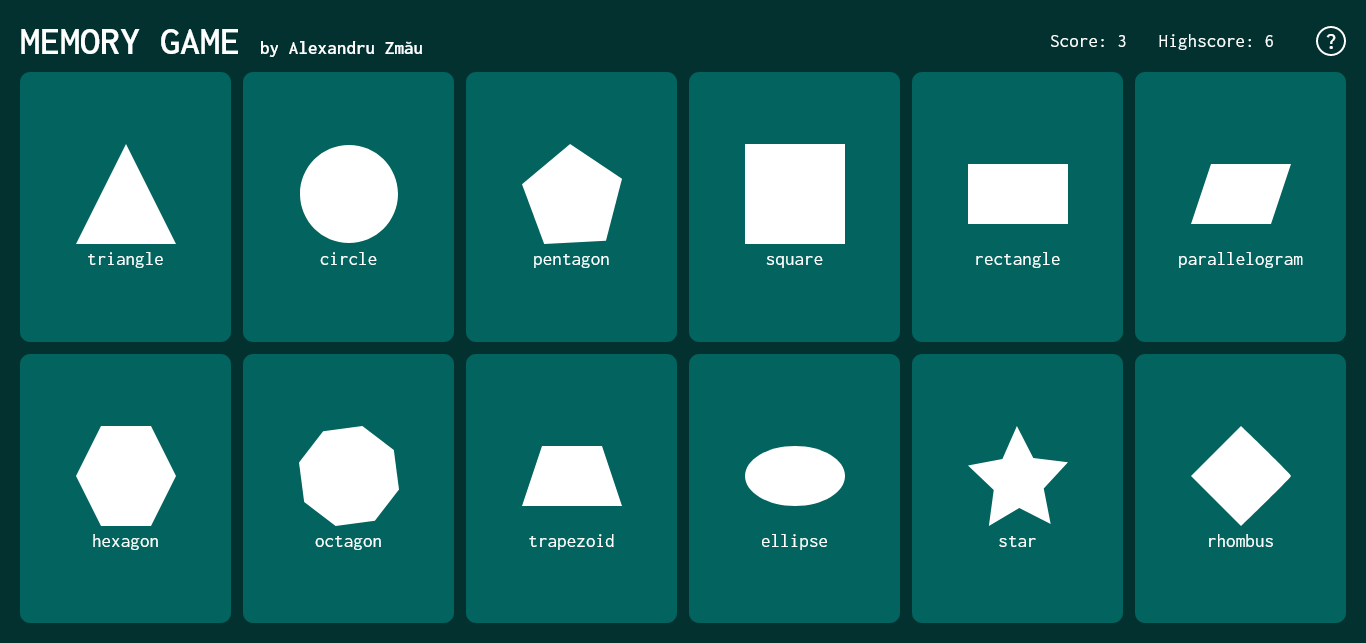 MEMORY GAME by Alexandru Zmău Score: 3 Highscore: 6 ?
triangle circle pentagon square rectangle parallelogram
hexagon octagon trapezoid ellipse star rhombus